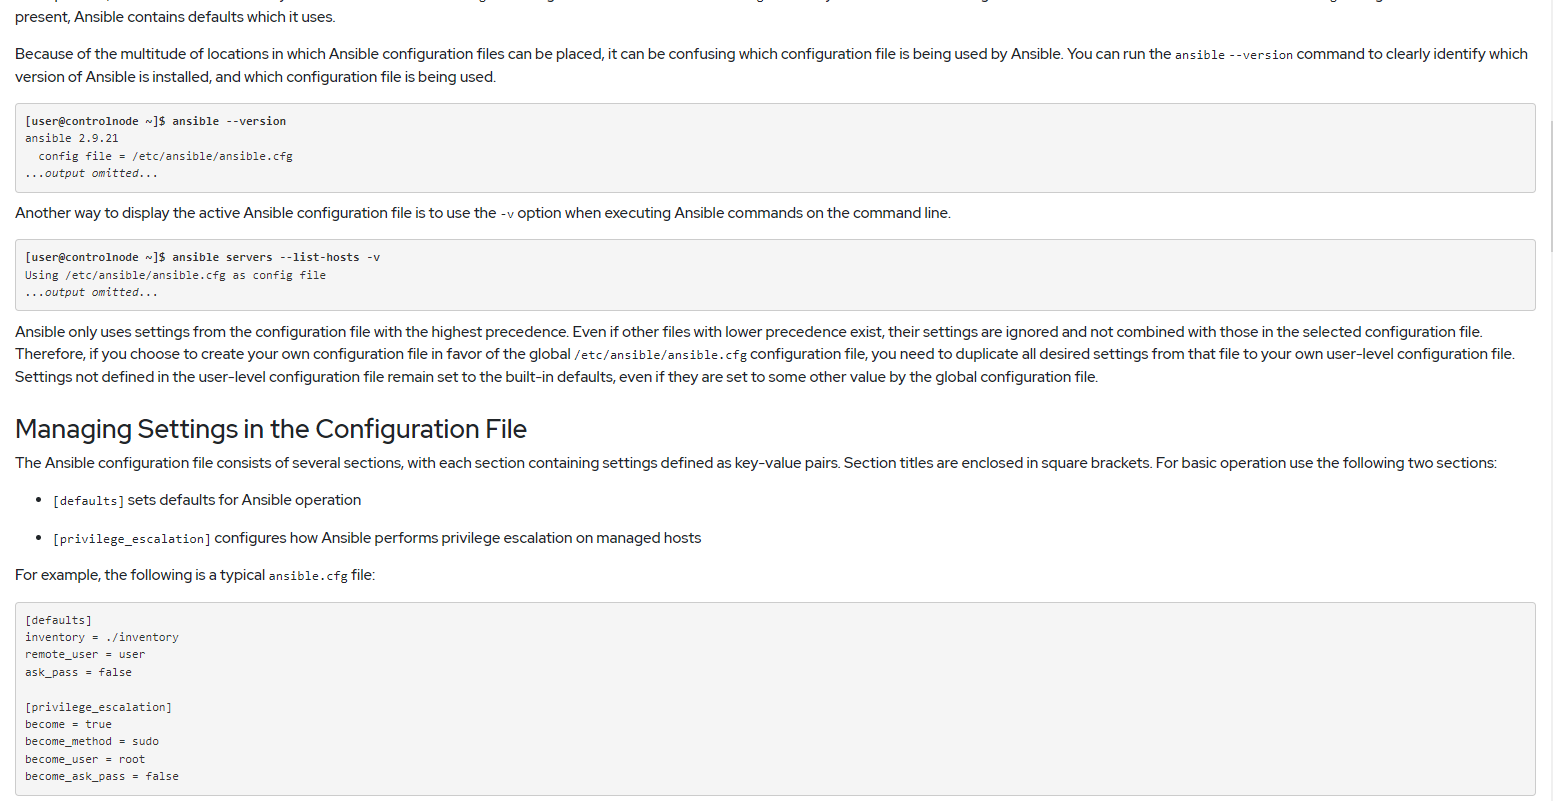 present, Ansible contains defaults which it uses.
Because of the multitude of locations in which Ansible configuration files can be placed, it can be confusing which configuration file is being used by Ansible. You can run the ansible --version command to clearly identify which
version of Ansible is installed, and which configuration file is being used.
[user@controlnode ~]$ ansible --version
ansible 2.9.21
  config file = /etc/ansible/ansible.cfg
...output omitted...
Another way to display the active Ansible configuration file is to use the -v option when executing Ansible commands on the command line.
[user@controlnode ~]$ ansible servers --list-hosts -v
Using /etc/ansible/ansible.cfg as config file
...output omitted...
Ansible only uses settings from the configuration file with the highest precedence. Even if other files with lower precedence exist, their settings are ignored and not combined with those in the selected configuration file.
Therefore, if you choose to create your own configuration file in favor of the global /etc/ansible/ansible.cfg configuration file, you need to duplicate all desired settings from that file to your own user-level configuration file.
Settings not defined in the user-level configuration file remain set to the built-in defaults, even if they are set to some other value by the global configuration file.
Managing Settings in the Configuration File
The Ansible configuration file consists of several sections, with each section containing settings defined as key-value pairs. Section titles are enclosed in square brackets. For basic operation use the following two sections:
• [defaults] sets defaults for Ansible operation
• [privilege_escalation] configures how Ansible performs privilege escalation on managed hosts
For example, the following is a typical ansible.cfg file:
[defaults]
inventory = ./inventory
remote_user = user
ask_pass = false
[privilege_escalation]
become = true
become_method = sudo
become_user = root
become_ask_pass = false